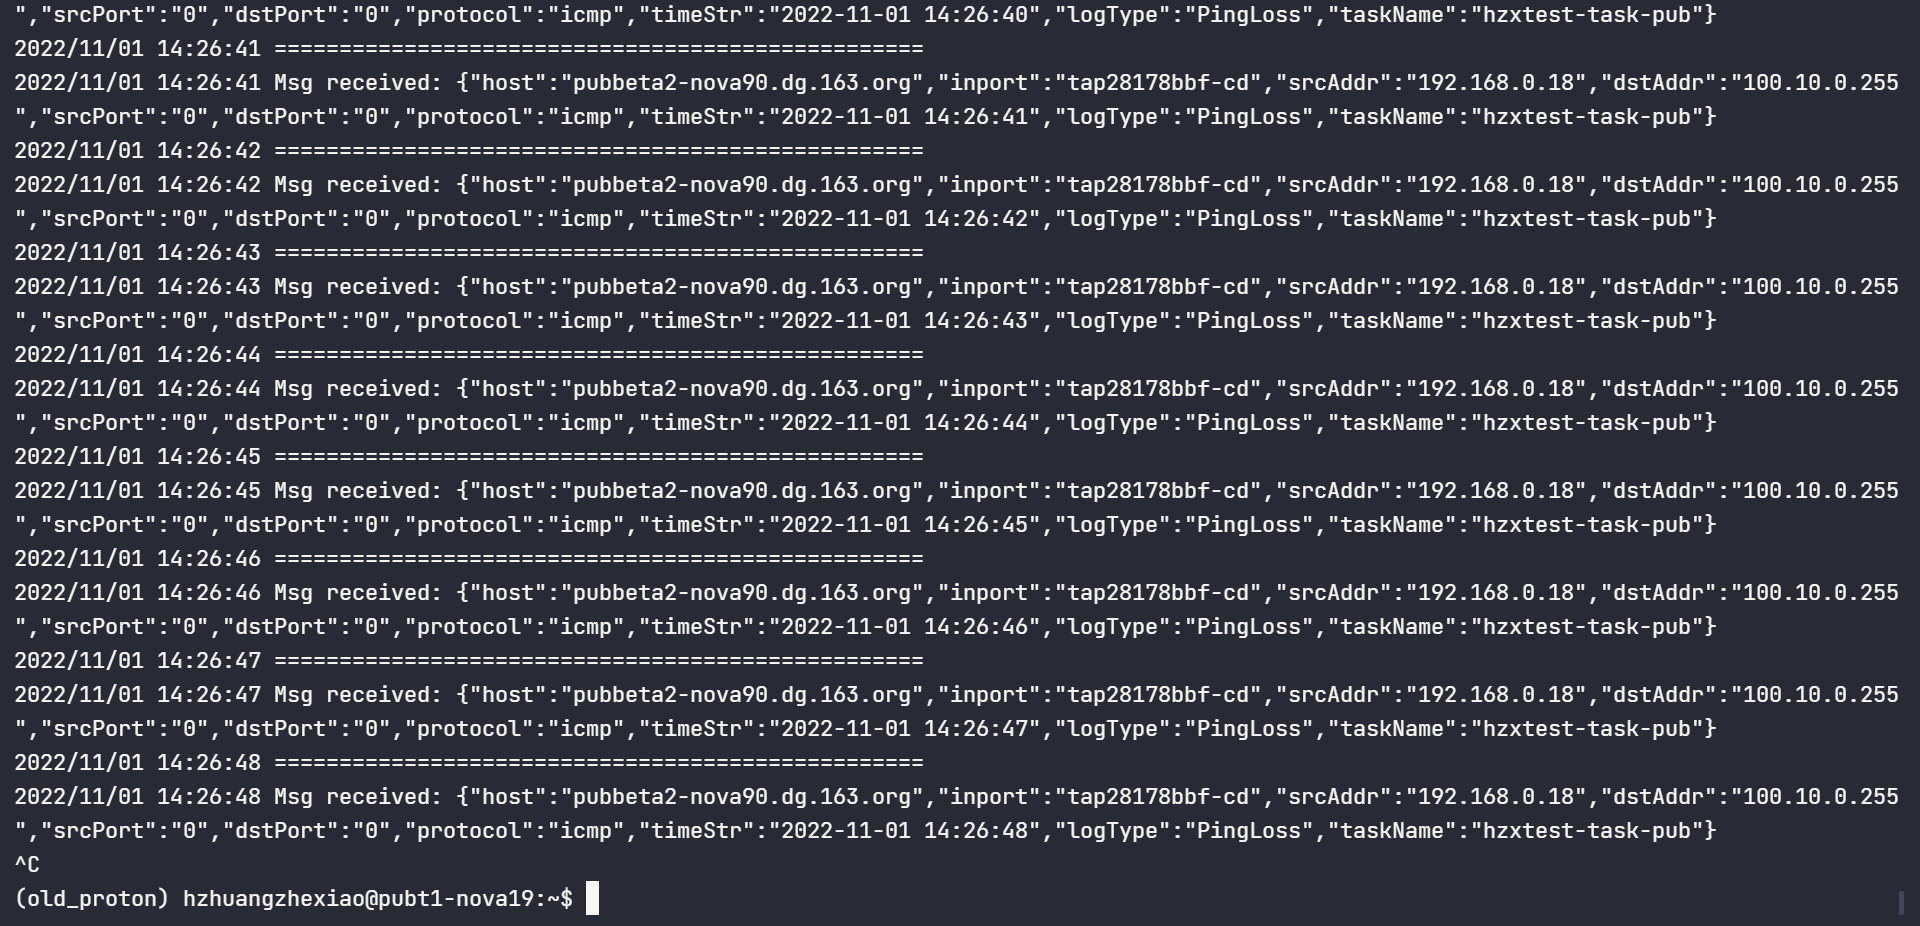 ","srcPort":"0","dstPort":"0","protocol":"icmp","timeStr":"2022-11-01 14:26:40","logType":"PingLoss","taskName":"hzxtest-task-pub"}
2022/11/01 14:26:41 ==================================================
2022/11/01 14:26:41 Msg received: {"host":"pubbeta2-nova90.dg.163.org","inport":"tap28178bbf-cd","srcAddr":"192.168.0.18","dstAddr":"100.10.0.255
","srcPort":"0","dstPort":"0","protocol":"icmp","timeStr":"2022-11-01 14:26:41","logType":"PingLoss","taskName":"hzxtest-task-pub"}
2022/11/01 14:26:42 ==================================================
2022/11/01 14:26:42 Msg received: {"host":"pubbeta2-nova90.dg.163.org","inport":"tap28178bbf-cd","srcAddr":"192.168.0.18","dstAddr":"100.10.0.255
","srcPort":"0","dstPort":"0","protocol":"icmp","timeStr":"2022-11-01 14:26:42","logType":"PingLoss","taskName":"hzxtest-task-pub"}
2022/11/01 14:26:43 ==================================================
2022/11/01 14:26:43 Msg received: {"host":"pubbeta2-nova90.dg.163.org","inport":"tap28178bbf-cd","srcAddr":"192.168.0.18","dstAddr":"100.10.0.255
","srcPort":"0","dstPort":"0","protocol":"icmp","timeStr":"2022-11-01 14:26:43","logType":"PingLoss","taskName":"hzxtest-task-pub"}
2022/11/01 14:26:44 ==================================================
2022/11/01 14:26:44 Msg received: {"host":"pubbeta2-nova90.dg.163.org","inport":"tap28178bbf-cd","srcAddr":"192.168.0.18","dstAddr":"100.10.0.255
","srcPort":"0","dstPort":"0","protocol":"icmp","timeStr":"2022-11-01 14:26:44","logType":"PingLoss","taskName":"hzxtest-task-pub"}
2022/11/01 14:26:45 ==================================================
2022/11/01 14:26:45 Msg received: {"host":"pubbeta2-nova90.dg.163.org","inport":"tap28178bbf-cd","srcAddr":"192.168.0.18","dstAddr":"100.10.0.255
","srcPort":"0","dstPort":"0","protocol":"icmp","timeStr":"2022-11-01 14:26:45","logType":"PingLoss","taskName":"hzxtest-task-pub"}
2022/11/01 14:26:46 ==================================================
2022/11/01 14:26:46 Msg received: {"host":"pubbeta2-nova90.dg.163.org","inport":"tap28178bbf-cd","srcAddr":"192.168.0.18","dstAddr":"100.10.0.255
","srcPort":"0","dstPort":"0","protocol":"icmp","timeStr":"2022-11-01 14:26:46","logType":"PingLoss","taskName":"hzxtest-task-pub"}
2022/11/01 14:26:47 ==================================================
2022/11/01 14:26:47 Msg received: {"host":"pubbeta2-nova90.dg.163.org","inport":"tap28178bbf-cd","srcAddr":"192.168.0.18","dstAddr":"100.10.0.255
","srcPort":"0","dstPort":"0","protocol":"icmp","timeStr":"2022-11-01 14:26:47","logType":"PingLoss","taskName":"hzxtest-task-pub"}
2022/11/01 14:26:48 ==================================================
2022/11/01 14:26:48 Msg received: {"host":"pubbeta2-nova90.dg.163.org","inport":"tap28178bbf-cd","srcAddr":"192.168.0.18","dstAddr":"100.10.0.255
","srcPort":"0","dstPort":"0","protocol":"icmp","timeStr":"2022-11-01 14:26:48","logType":"PingLoss","taskName":"hzxtest-task-pub"}
^C
(old_proton) hzhuangzhexiao@pubt1-nova19:~$